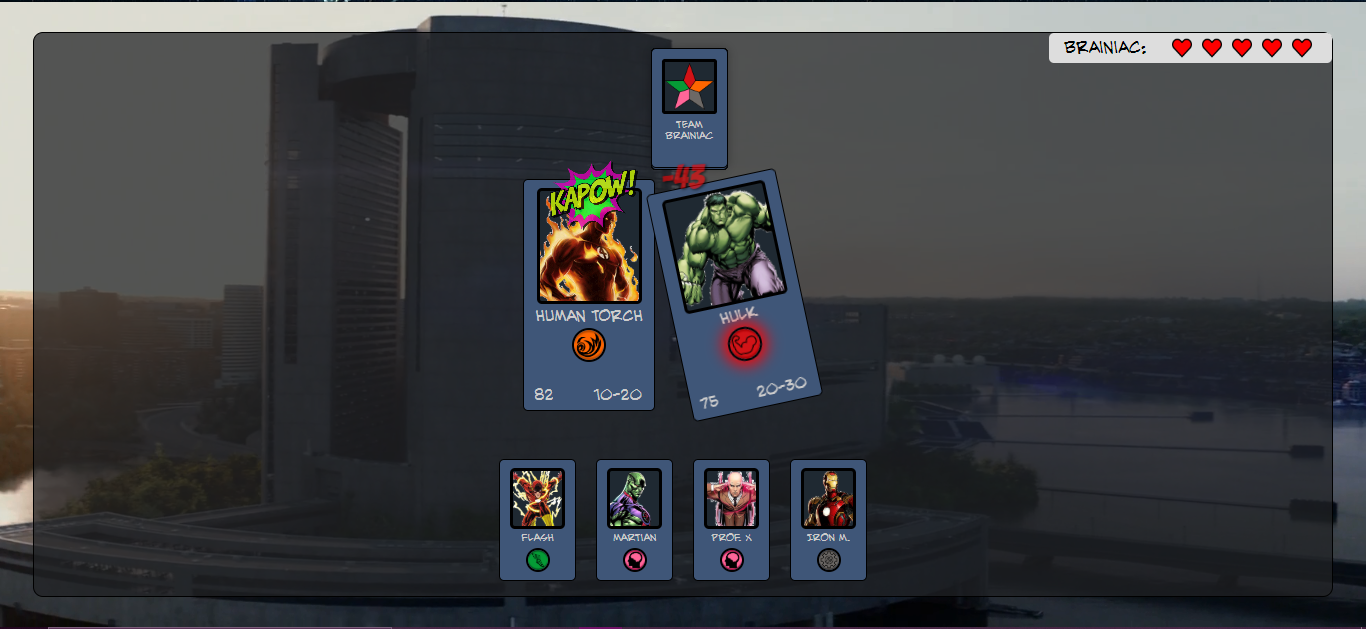 BRAINIAC:
TEAM
BRAINIAC
-43
KAPOW!
HUMAN TORCH
82 10-20
HULK
75 20-30
FLASH
MARTIAN
PROF. X
IRON M.